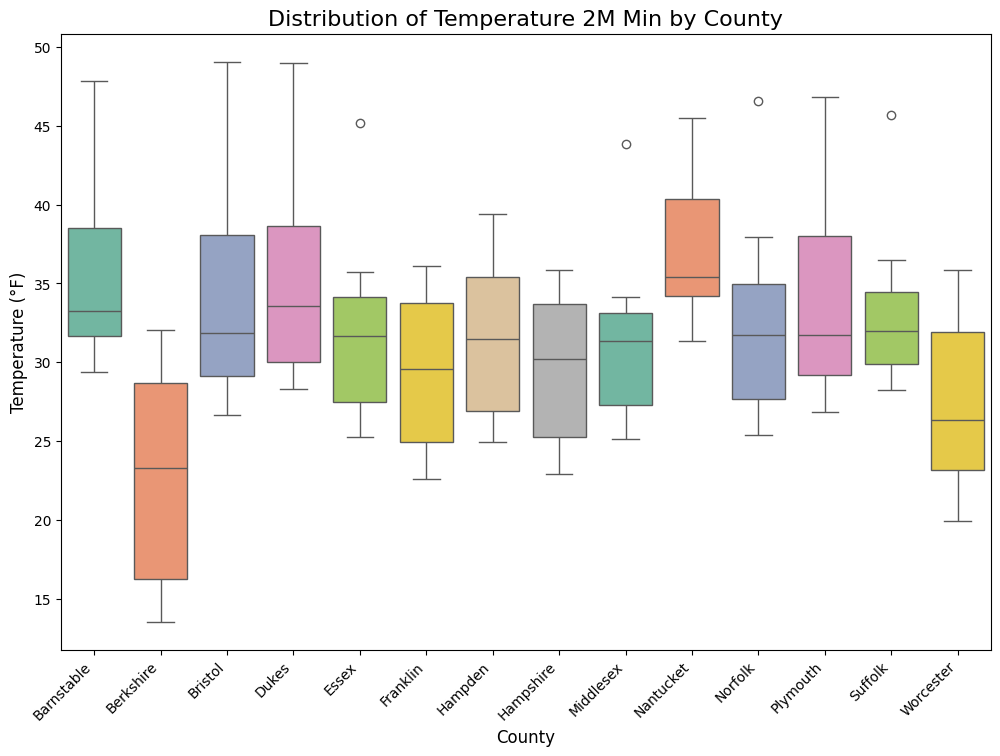 Distribution of Temperature 2M Min by County
Temperature (°F)
50
45
40
35
30
25
20
15
Barnstable
Berkshire
Bristol
Dukes
Essex
Franklin
Hampden
Hampshire
Middlesex
Nantucket
Norfolk
Plymouth
Suffolk
Worcester
County